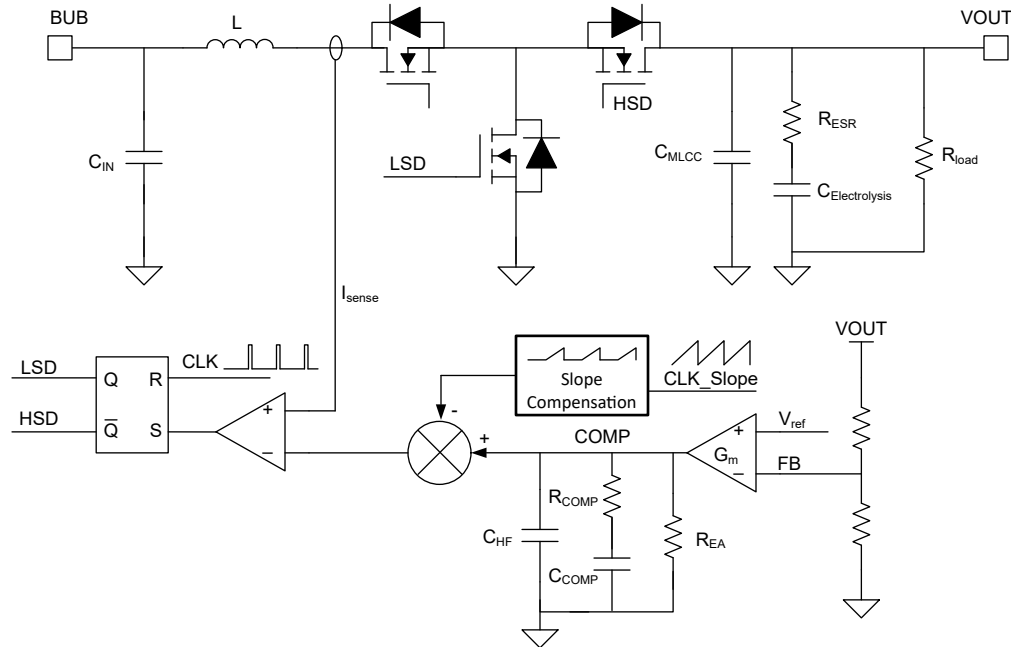 BUB
L
VOUT
HSD
R_ESR
C_IN
LSD
C_MLCC
R_load
C_Electrolysis
I_sense
VOUT
LSD
CLK
Q
R
CLK_Slope
Slope
Compensation
HSD
Q̅
S
+
−
-
+
COMP
+
G_m
−
V_ref
FB
R_COMP
C_HF
R_EA
C_COMP